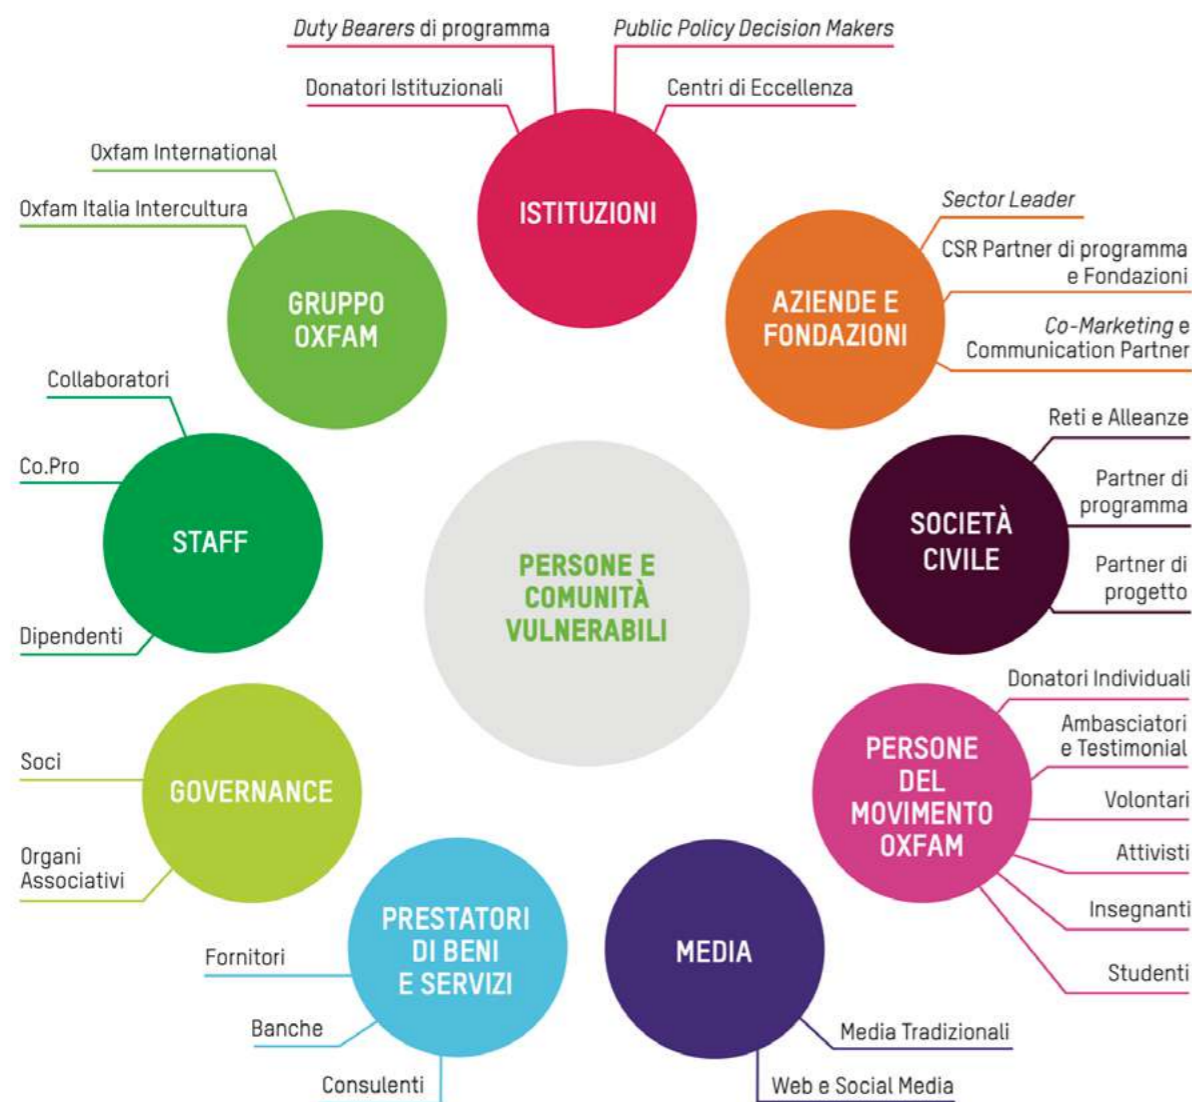 Duty Bearers di programma
Public Policy Decision Makers
Donatori Istituzionali
Centri di Eccellenza
ISTITUZIONI
Oxfam International
Oxfam Italia Intercultura
GRUPPO
OXFAM
Sector Leader
CSR Partner di programma
e Fondazioni
Co-Marketing e
Communication Partner
AZIENDE E
FONDAZIONI
Collaboratori
Co.Pro
Dipendenti
STAFF
PERSONE E
COMUNITÀ
VULNERABILI
Reti e Alleanze
Partner di
programma
Partner di
progetto
SOCIETÀ
CIVILE
Soci
Organi
Associativi
GOVERNANCE
Donatori Individuali
Ambasciatori
e Testimonial
Volontari
Attivisti
Insegnanti
Studenti
PERSONE
DEL
MOVIMENTO
OXFAM
Fornitori
Banche
Consulenti
PRESTATORI
DI BENI
E SERVIZI
MEDIA
Media Tradizionali
Web e Social Media